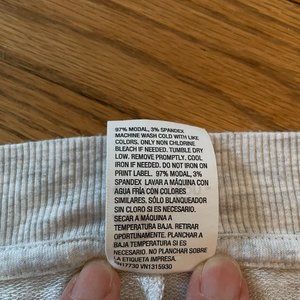 97% MODAL, 3% SPANDEX
MACHINE WASH COLD WITH LIKE
COLORS. ONLY NON CHLORINE
BLEACH IF NEEDED. TUMBLE DRY
LOW. REMOVE PROMPTLY. COOL
IRON IF NEEDED. DO NOT IRON ON
PRINT LABEL. 97% MODAL, 3%
SPANDEX LAVAR A MÁQUINA CON
AGUA FRÍA CON COLORES
SIMILARES. SÓLO BLANQUEADOR
SIN CLORO SI ES NECESARIO.
SECAR A MÁQUINA A
TEMPERATURA BAJA. RETIRAR
OPORTUNAMENTE. PLANCHAR A
BAJA TEMPERATURA SI ES
NECESARIO. NO PLANCHAR SOBRE
LA ETIQUETA IMPRESA.
VN1315930